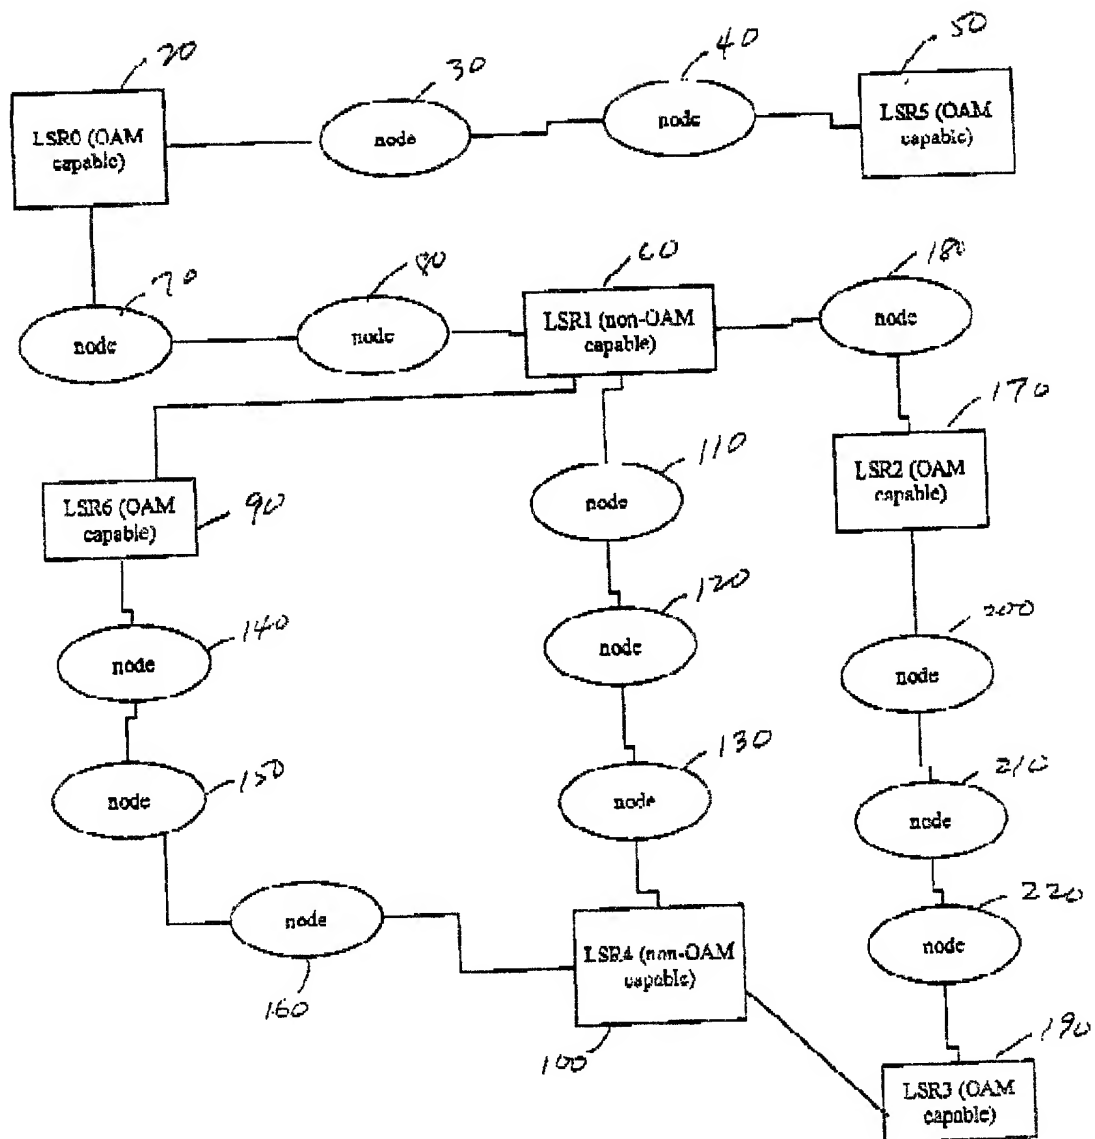 20
30
40
50
LSR0 (OAM
capable)
node
node
LSR5 (OAM
capable)
70
80
60
180
node
node
LSR1 (non-OAM
capable)
node
170
110
LSR6 (OAM
capable)
90
node
LSR2 (OAM
capable)
120
140
node
node
200
node
130
150
node
node
210
node
220
node
160
LSR4 (non-OAM
capable)
100
node
190
LSR3 (OAM
capable)